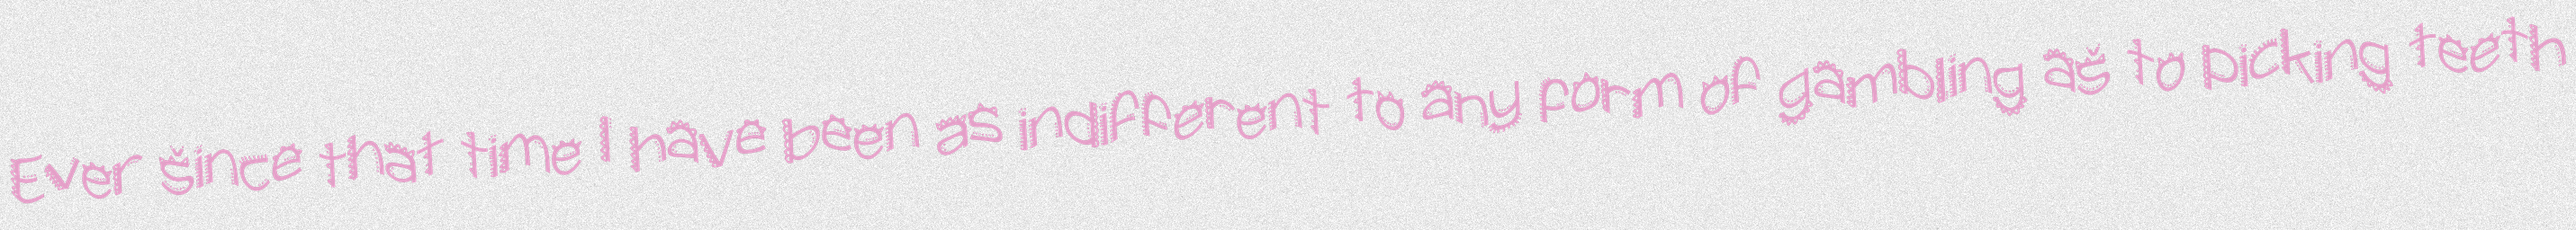 Ever since that time I have been as indifferent to any form of gambling as to picking teeth